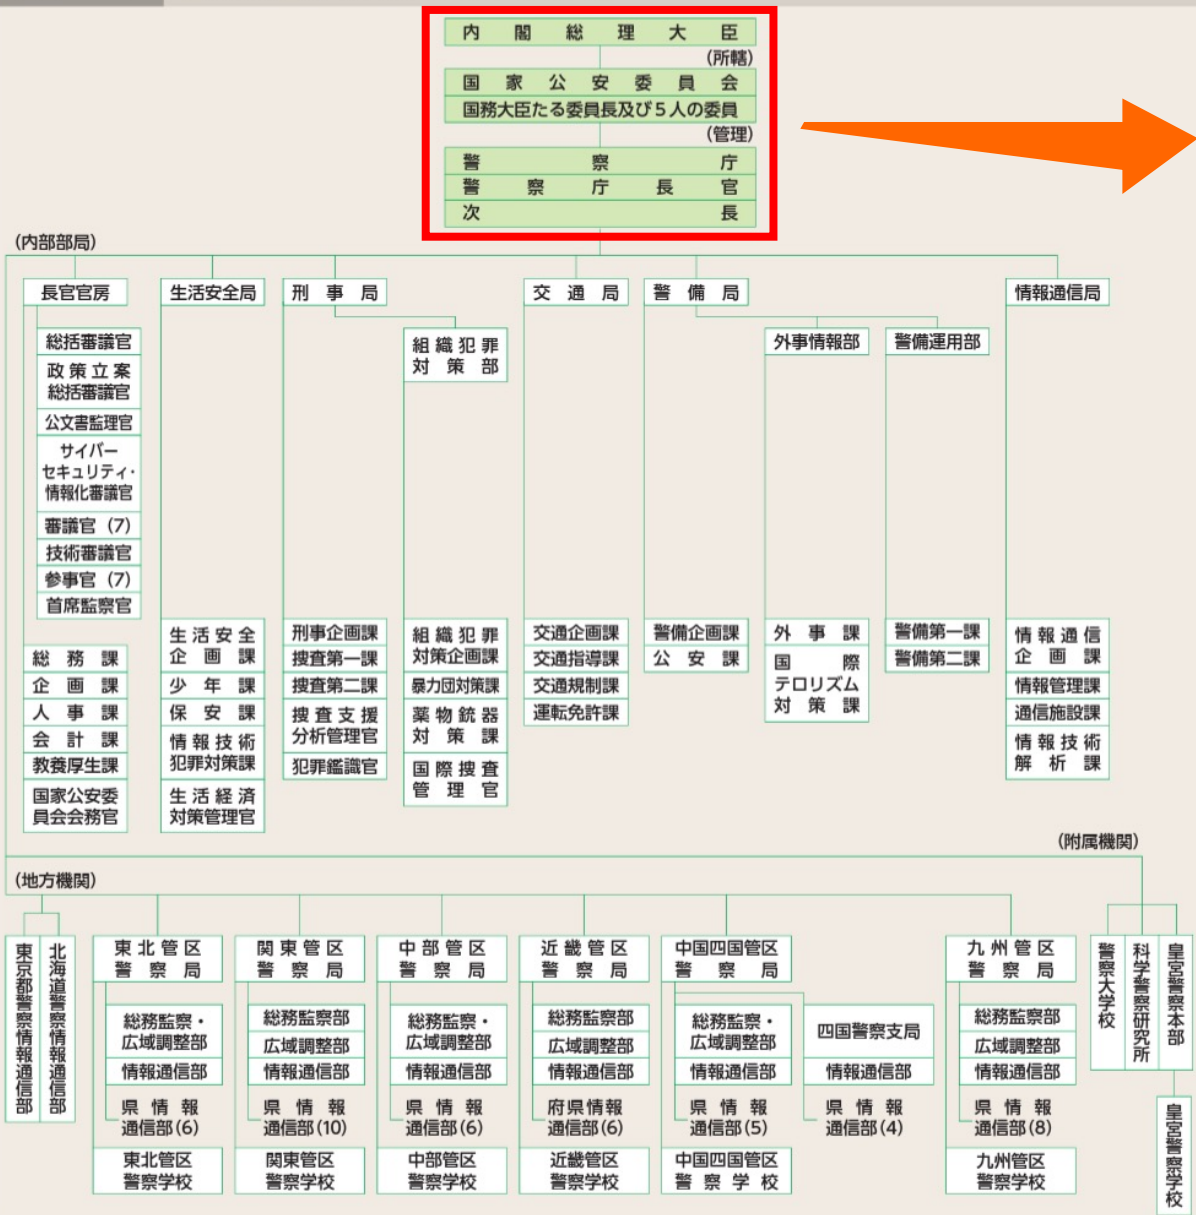 内閣総理大臣
(所轄)
国家公安委員会
国務大臣たる委員長及び5人の委員
(管理)
警察庁
警察庁長官
次長
(内部部局)
長官官房
総括審議官
政策立案
総括審議官
公文書監理官
サイバー
セキュリティ・
情報化審議官
審議官（7）
技術審議官
参事官（7）
首席監察官
総務課
企画課
人事課
会計課
教養厚生課
国家公安委
員会会務官
生活安全局
生活安全
企画課
少年課
保安課
情報技術
犯罪対策課
生活経済
対策管理官
刑事局
刑事企画課
捜査第一課
捜査第二課
捜査支援
分析管理官
犯罪鑑識官
組織犯罪
対策部
組織犯罪
対策企画課
暴力団対策課
薬物銃器
対策課
国際捜査
管理官
交通局
交通企画課
交通指導課
交通規制課
運転免許課
警備局
警備企画課
公安課
外事情報部
外事課
国際
テロリズム
対策課
警備運用部
警備第一課
警備第二課
情報通信局
情報通信
企画課
情報管理課
通信施設課
情報技術
解析課
(附属機関)
(地方機関)
東京都警察情報通信部
北海道警察情報通信部
東北管区
警察局
総務監察・
広域調整部
情報通信部
県情報
通信部(6)
東北管区
警察学校
関東管区
警察局
総務監察部
広域調整部
情報通信部
県情報
通信部(10)
関東管区
警察学校
中部管区
警察局
総務監察・
広域調整部
情報通信部
県情報
通信部(6)
中部管区
警察学校
近畿管区
警察局
総務監察部
広域調整部
情報通信部
府県情報
通信部(6)
近畿管区
警察学校
中国四国管区
警察局
総務監察・
広域調整部
情報通信部
県情報
通信部(5)
中国四国管区
警察学校
四国警察支局
情報通信部
県情報
通信部(4)
九州管区
警察局
総務監察部
広域調整部
情報通信部
県情報
通信部(8)
九州管区
警察学校
警察大学校
科学警察研究所
皇宮警察本部
皇宮警察学校